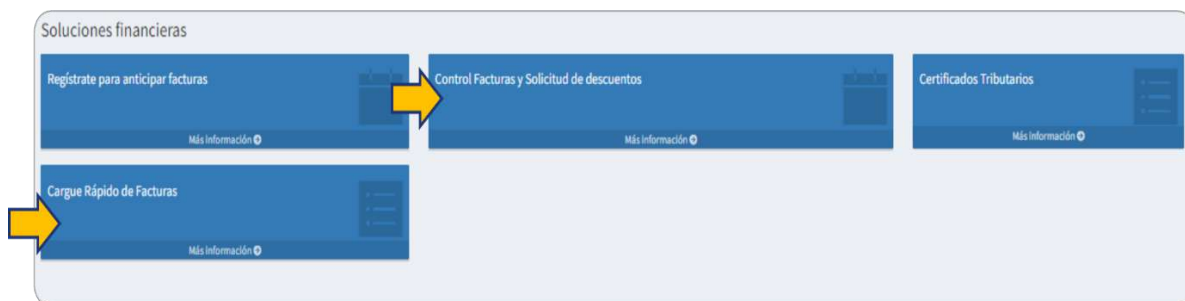 Soluciones financieras
Regístrate para anticipar facturas
Más información
Control Facturas y Solicitud de descuentos
Más información
Certificados Tributarios
Más información
Cargue Rápido de Facturas
Más información